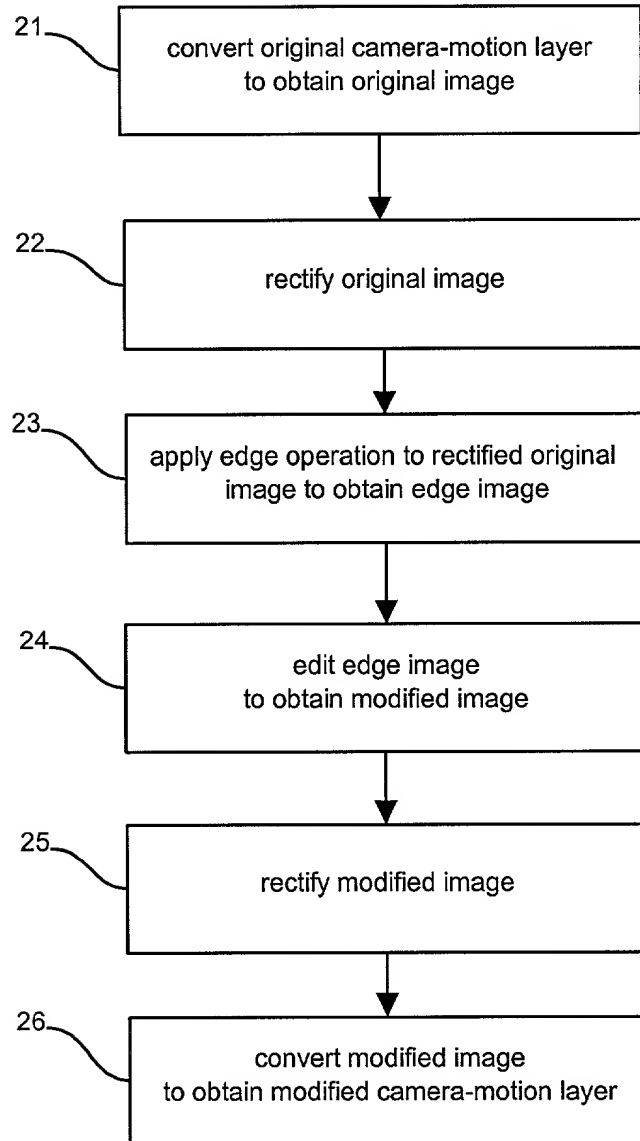 21
convert original camera-motion layer
to obtain original image
22
rectify original image
23
apply edge operation to rectified original
image to obtain edge image
24
edit edge image
to obtain modified image
25
rectify modified image
26
convert modified image
to obtain modified camera-motion layer